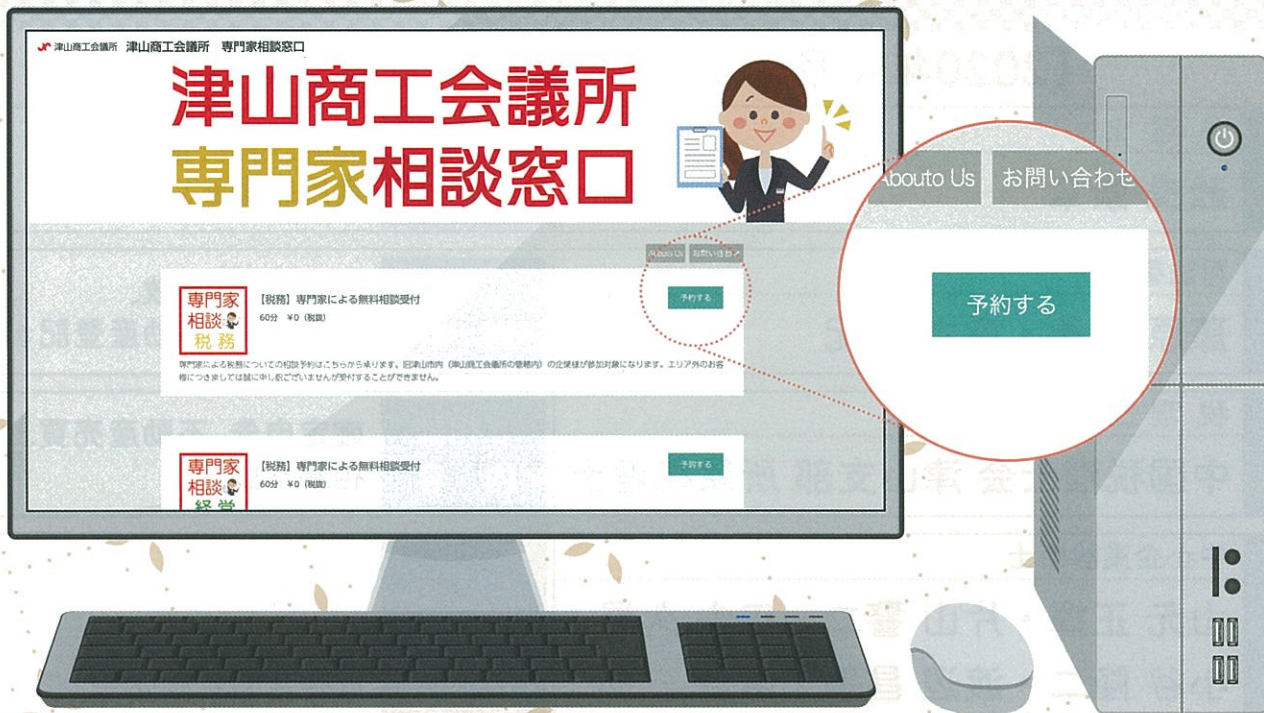 津山商工会議所 津山商工会議所 専門家相談窓口
津山商工会議所
専門家相談窓口
Abouto Us お問い合わせ
予約する
専門家
相談
税務
【税務】専門家による無料相談受付
60分 ¥0（税抜）
予約する
専門家による税務についての相談予約はこちらから承ります。旧津山市内（津山商工会議所の管轄内）の企業様が参加対象になります。エリア外のお客
様につきましては誠に申し訳ございませんが受付することができません。
専門家
相談
経営
【税務】専門家による無料相談受付
60分 ¥0（税抜）
予約する
Abouto Us お問い合わせ